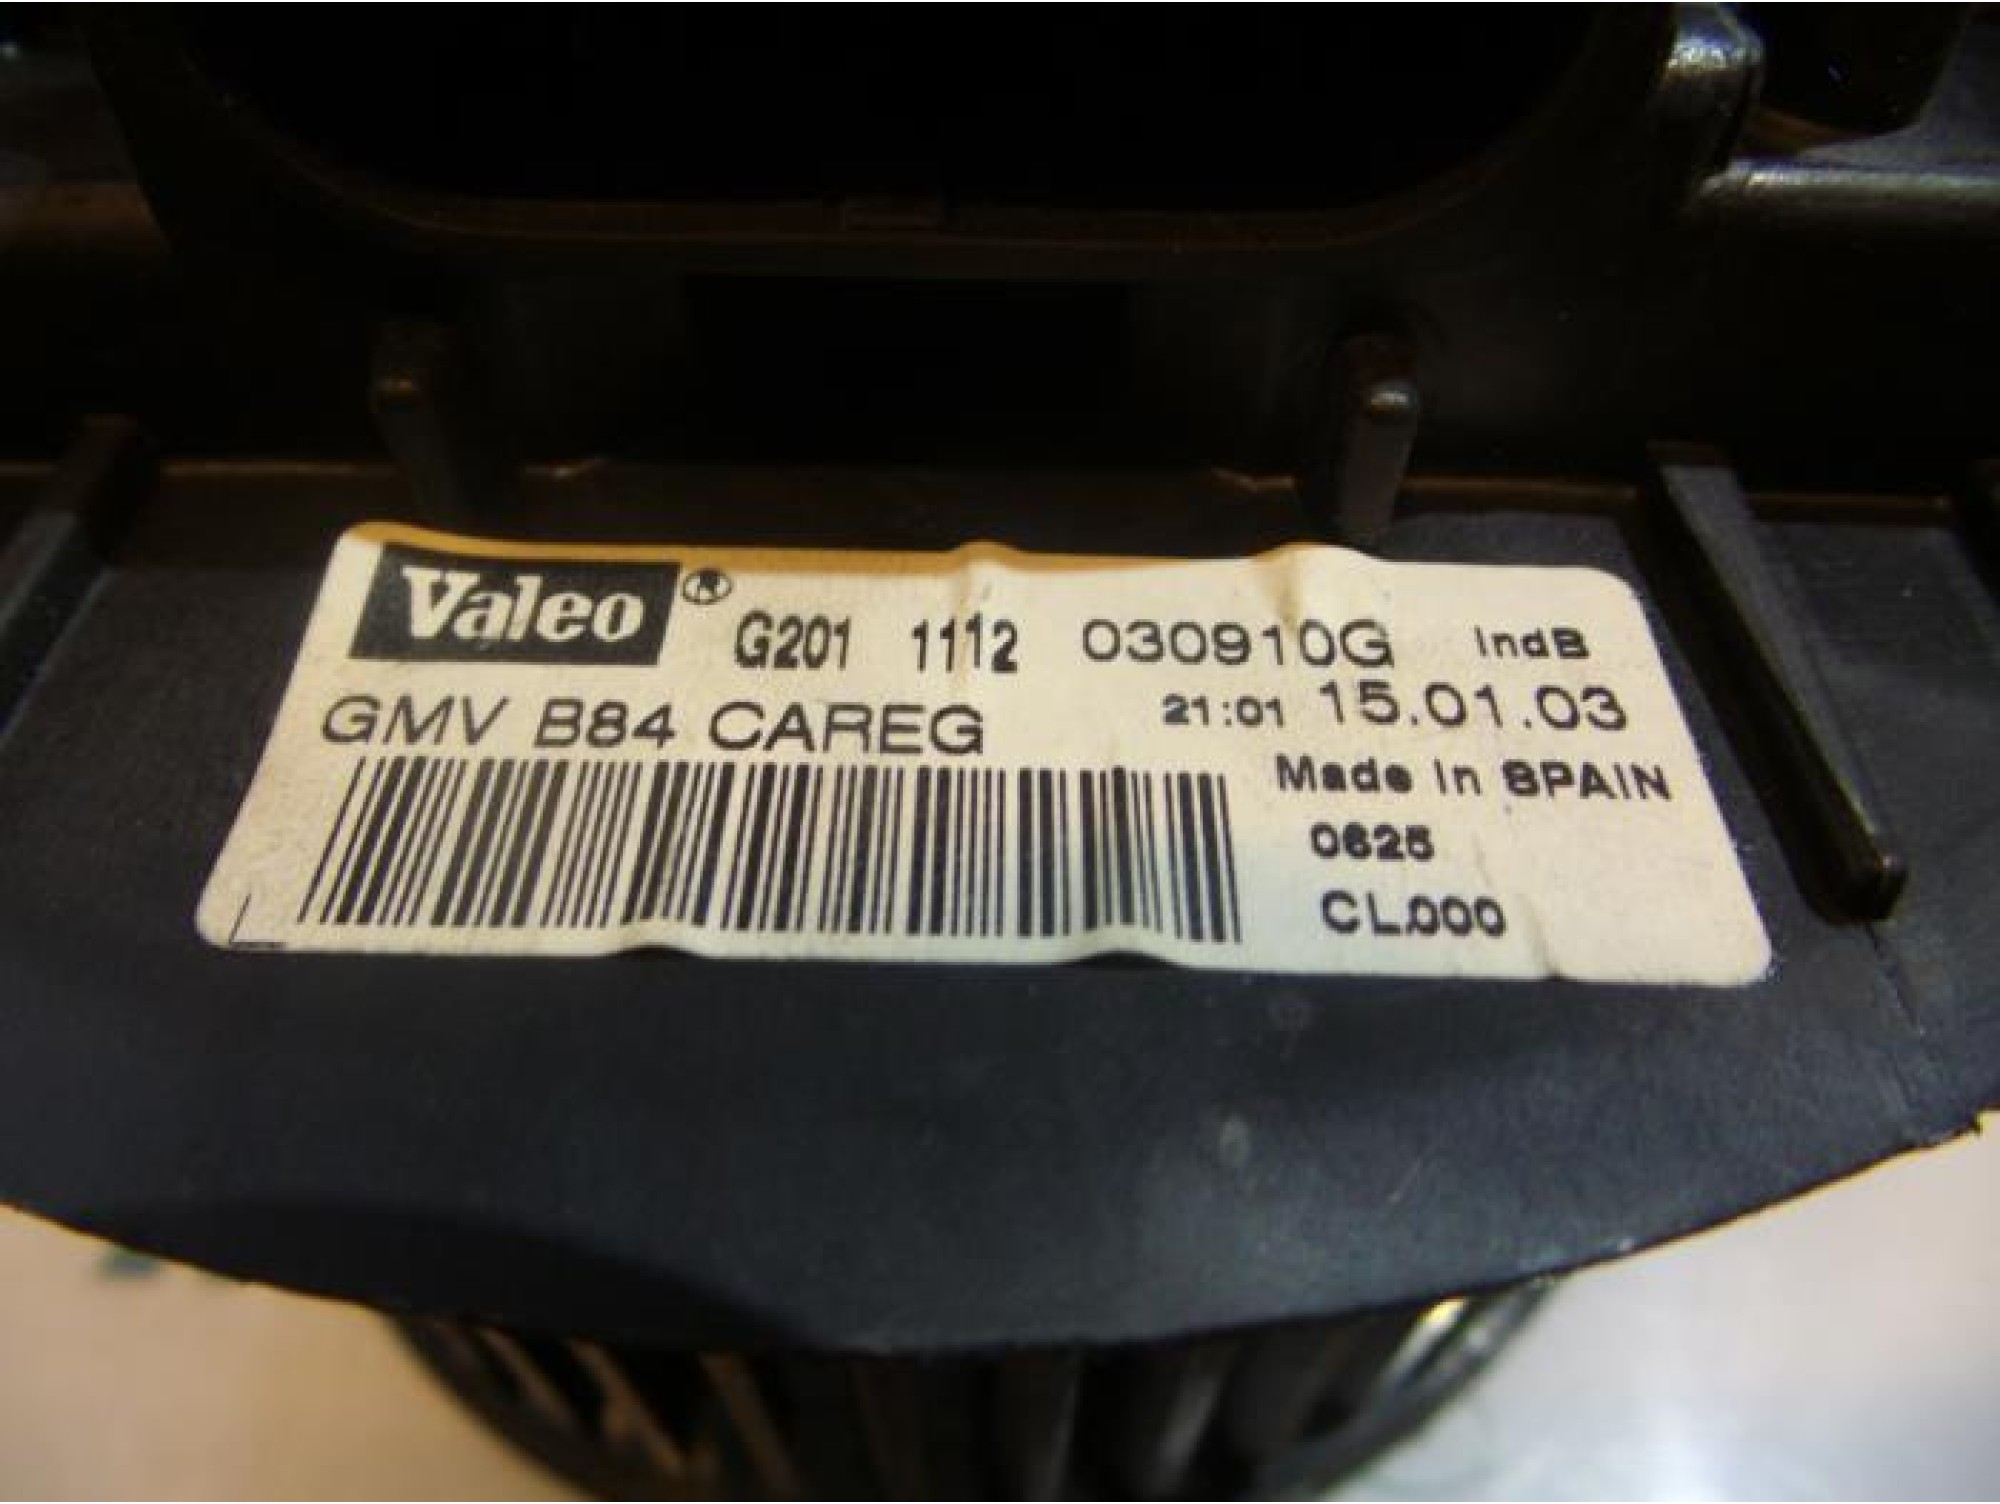 Valeo® G201 1112 030910G IndB
GMV B84 CAREG 21:01 15.01.03
Made in SPAIN
0625
CL000